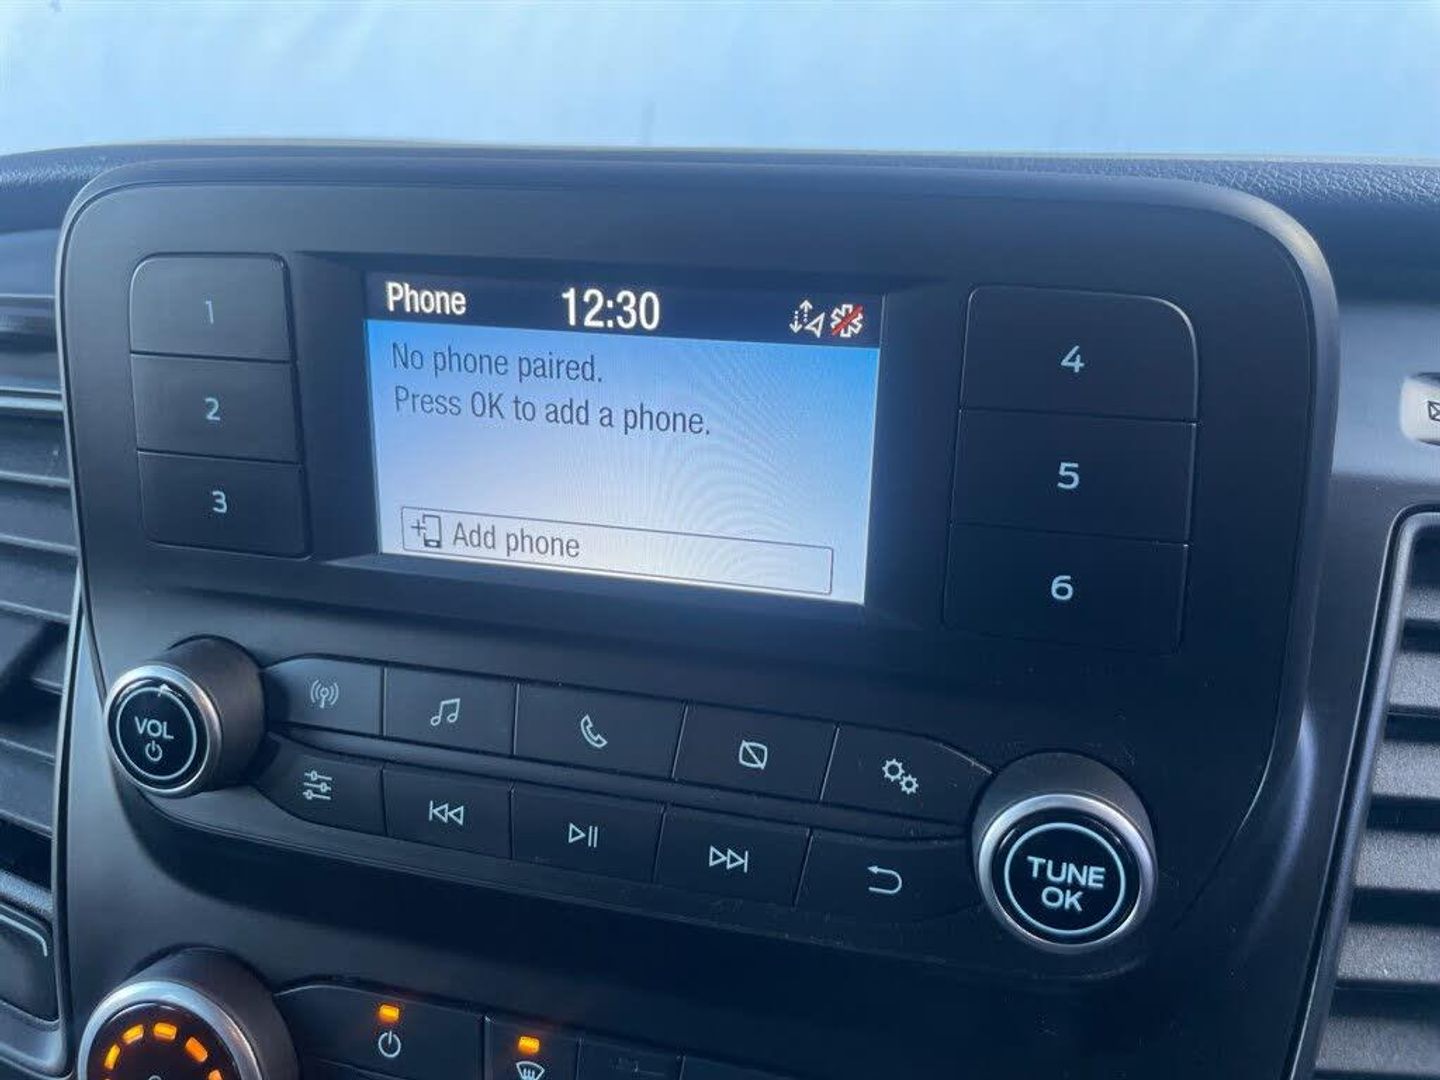 Phone 12:30
No phone paired.
Press OK to add a phone.
Add phone
1
2
3
4
5
6
VOL
TUNE
OK